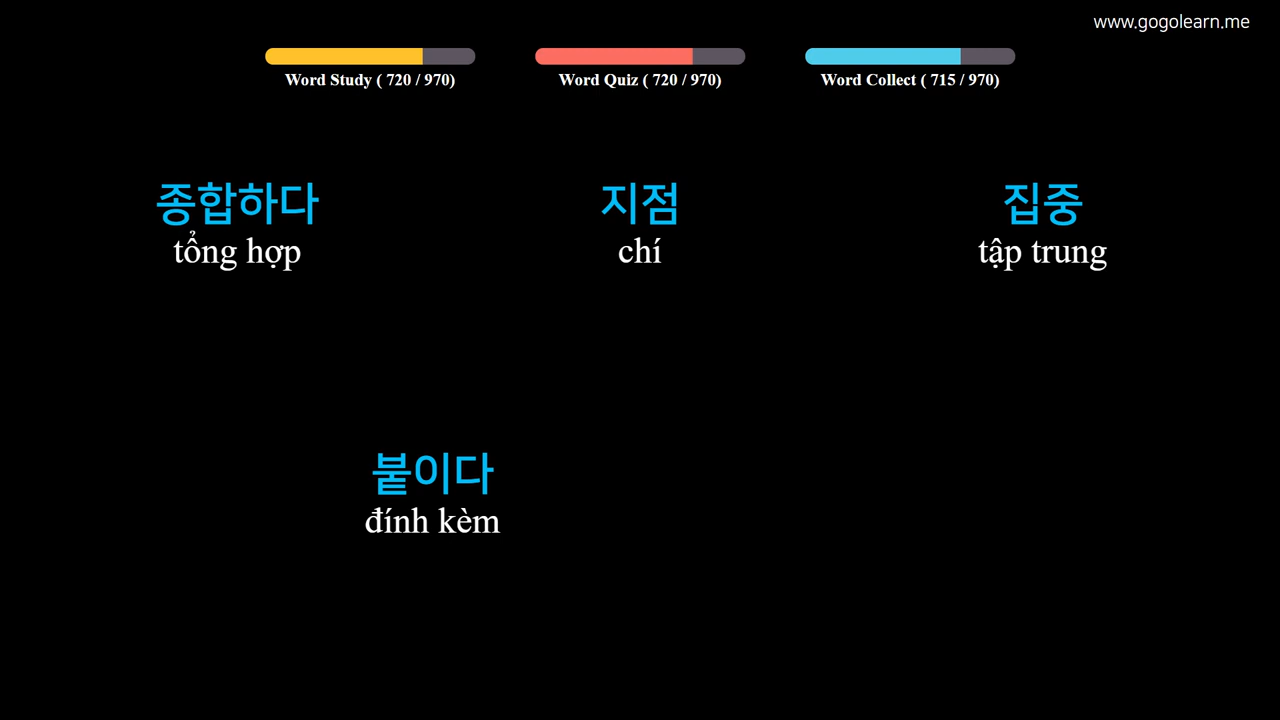 www.gogolearn.me
Word Study ( 720 / 970)
Word Quiz ( 720 / 970)
Word Collect ( 715 / 970)
종합하다
tổng hợp
지점
chí
집중
tập trung
붙이다
đính kèm